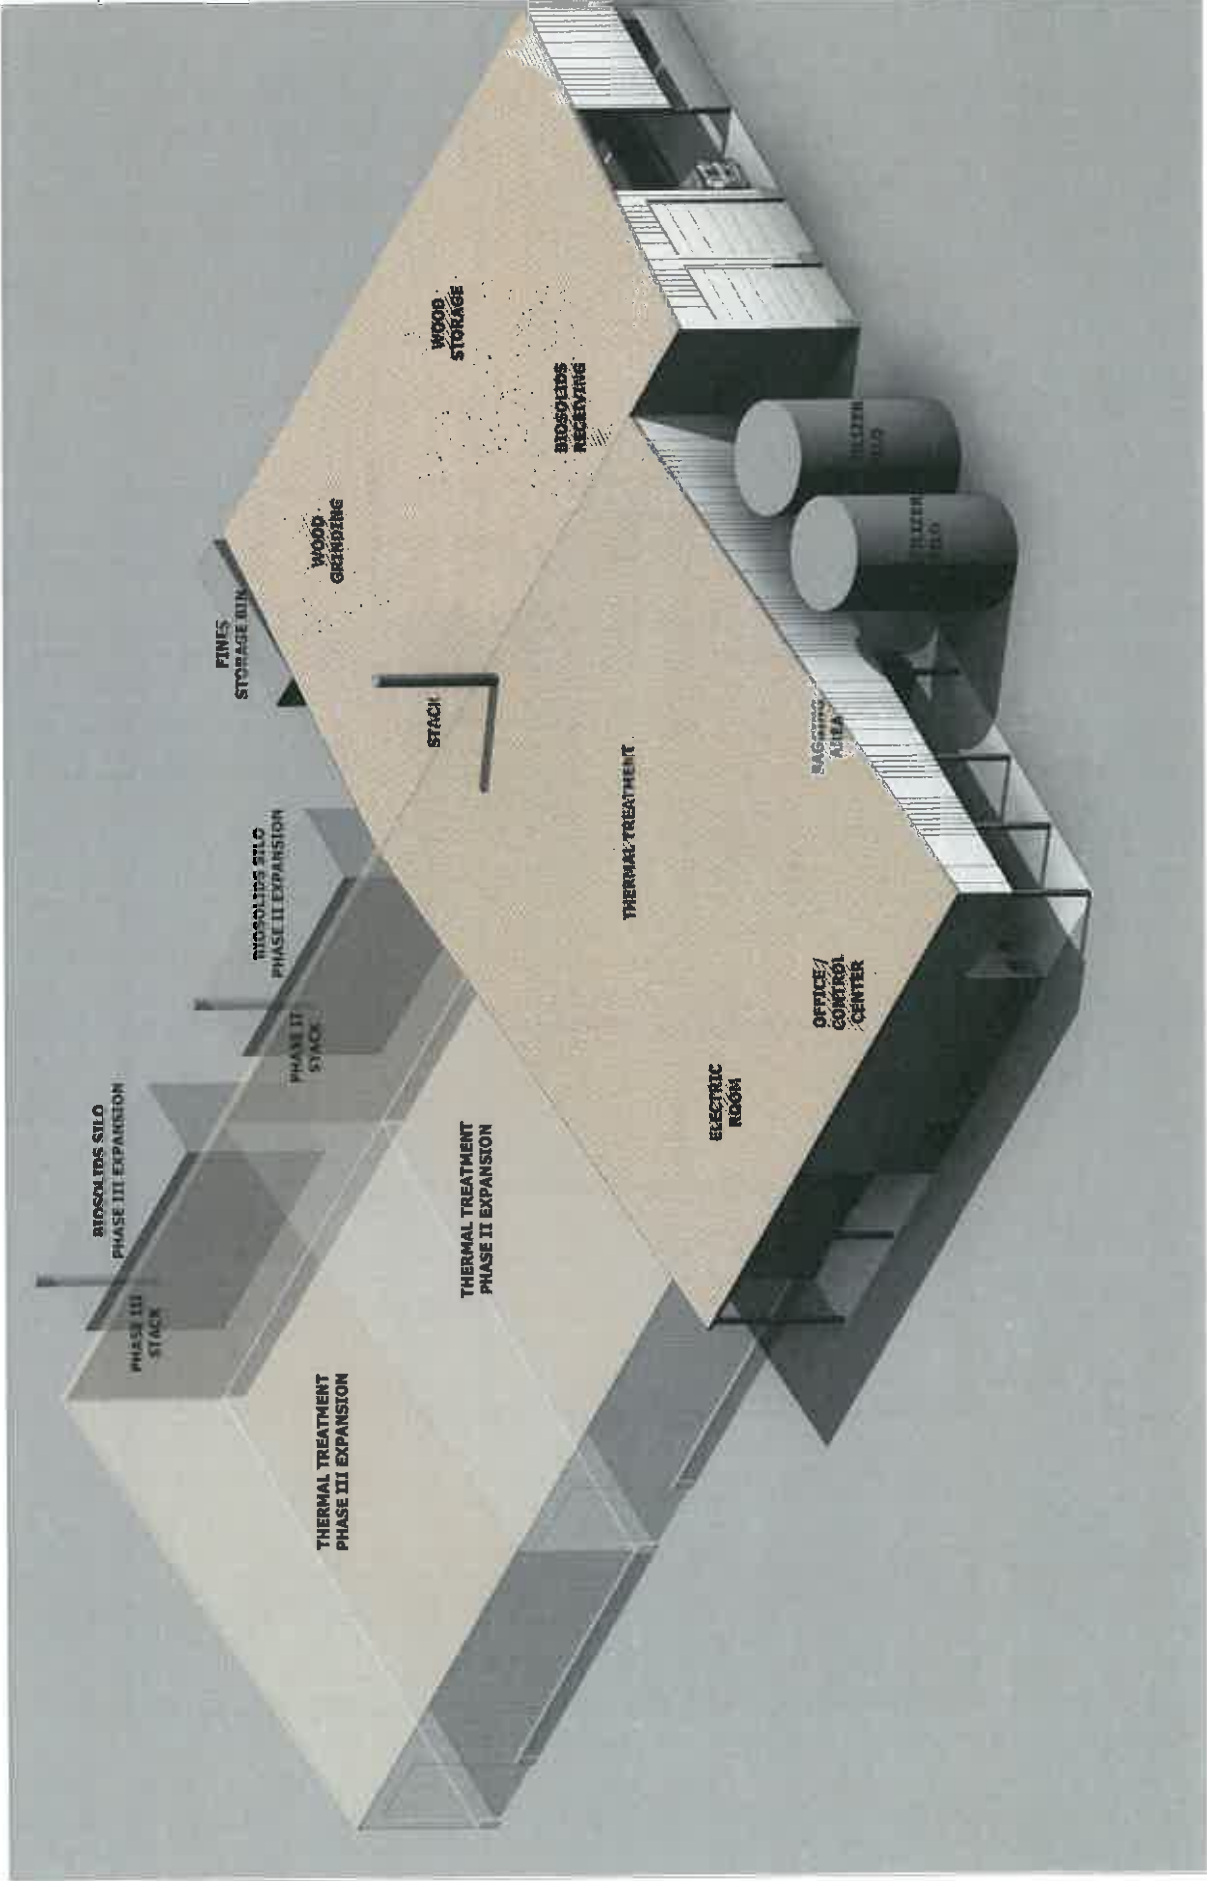 BIOSOLIDS SILO
PHASE III EXPANSION
PHASE III
STACK
BIOSOLIDS SILO
PHASE II EXPANSION
PHASE II
STACK
FINES
STORAGE BIN
THERMAL TREATMENT
PHASE III EXPANSION
THERMAL TREATMENT
PHASE II EXPANSION
STACK
WOOD
GRINDING
WOOD
STORAGE
BIOSOLIDS
RECEIVING
THERMAL TREATMENT
ELECTRIC
ROOM
OFFICE/
CONTROL
CENTER
BAGGING
AREA